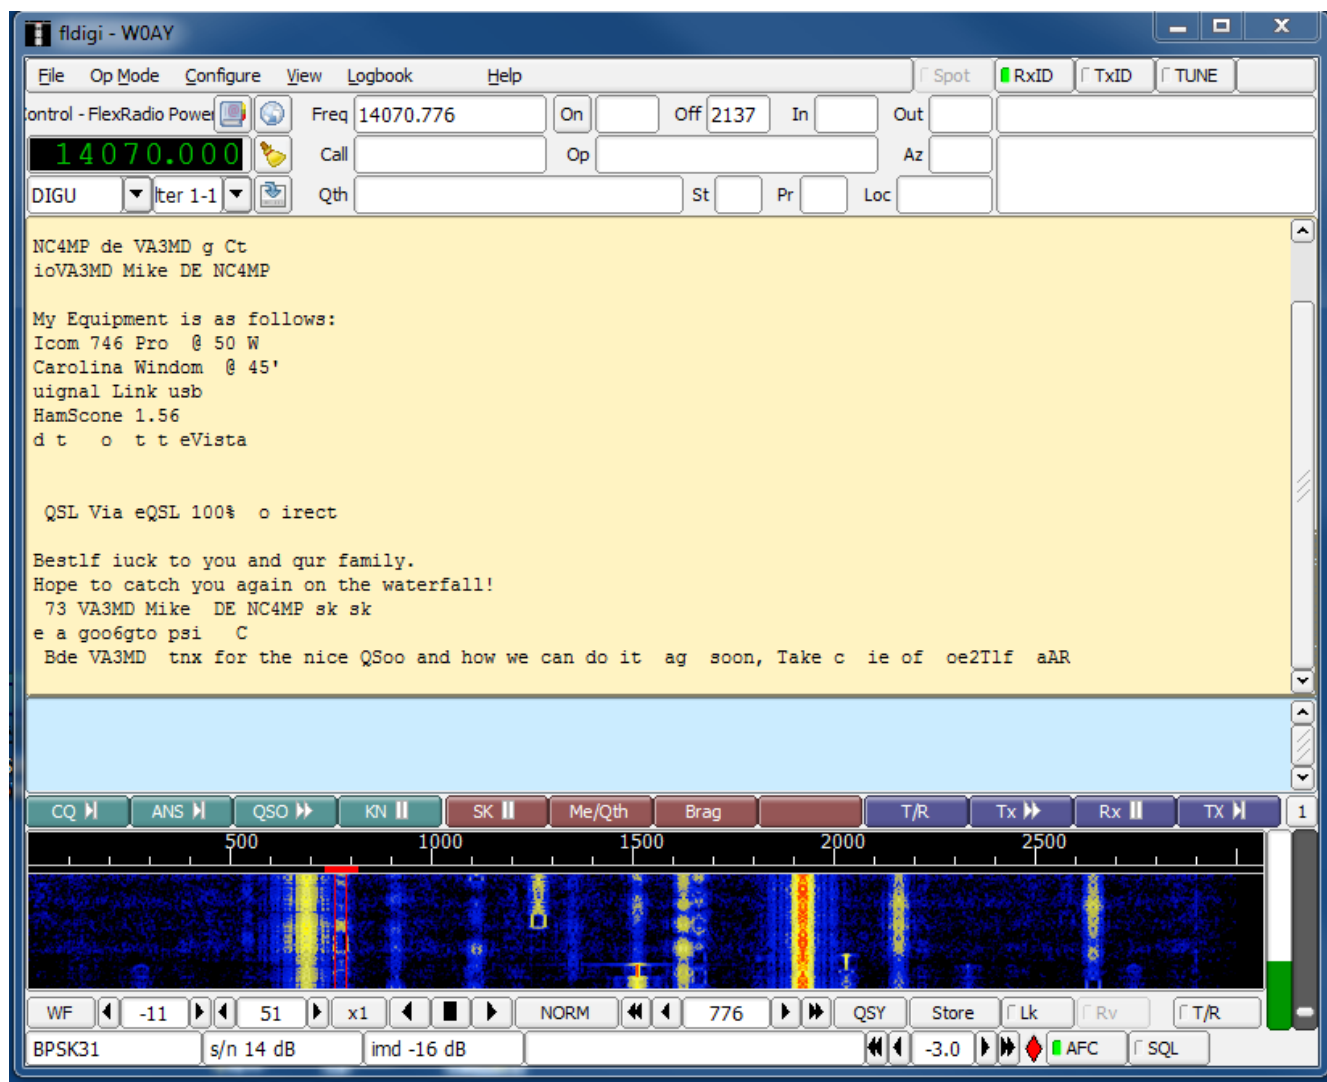 fldigi - W0AY
File Op Mode Configure View Logbook Help Spot RxID TxID TUNE
ontrol - FlexRadio Power Freq 14070.776 On Off 2137 In Out
14070.000 Call Op Az
DIGU lter 1-1 Qth St Pr Loc
NC4MP de VA3MD g Ct
ioVA3MD Mike DE NC4MP
My Equipment is as follows:
Icom 746 Pro @ 50 W
Carolina Windom @ 45'
uignal Link usb
HamScone 1.56
d t o t t eVista
QSL Via eQSL 100% o irect
Bestlf iuck to you and qur family.
Hope to catch you again on the waterfall!
73 VA3MD Mike DE NC4MP sk sk
e a goo6gto psi C
Bde VA3MD tnx for the nice QSoo and how we can do it ag soon, Take c ie of oe2Tlf aAR
CQ ANS QSO KN SK Me/Qth Brag T/R Tx Rx TX 1
500 1000 1500 2000 2500
WF -11 51 x1 NORM 776 QSY Store Lk Rv T/R
BPSK31 s/n 14 dB imd -16 dB -3.0 AFC SQL